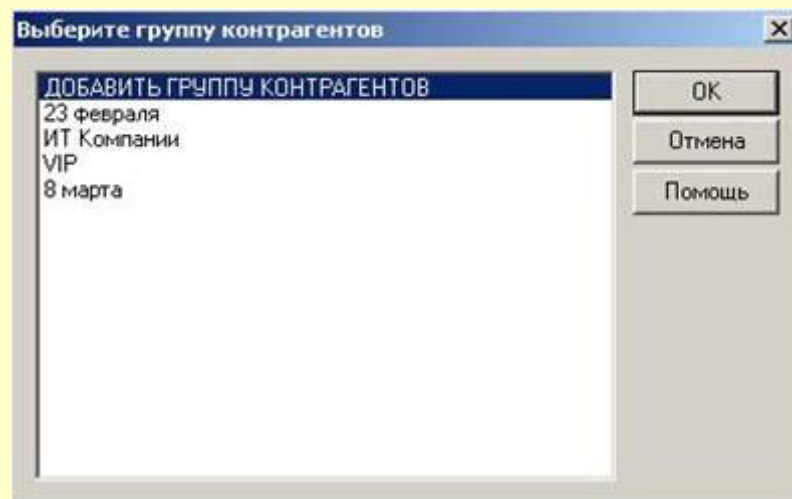 Выберите группу контрагентов
ДОБАВИТЬ ГРУППУ КОНТРАГЕНТОВ
23 февраля
ИТ Компании
VIP
8 марта
OK
Отмена
Помощь